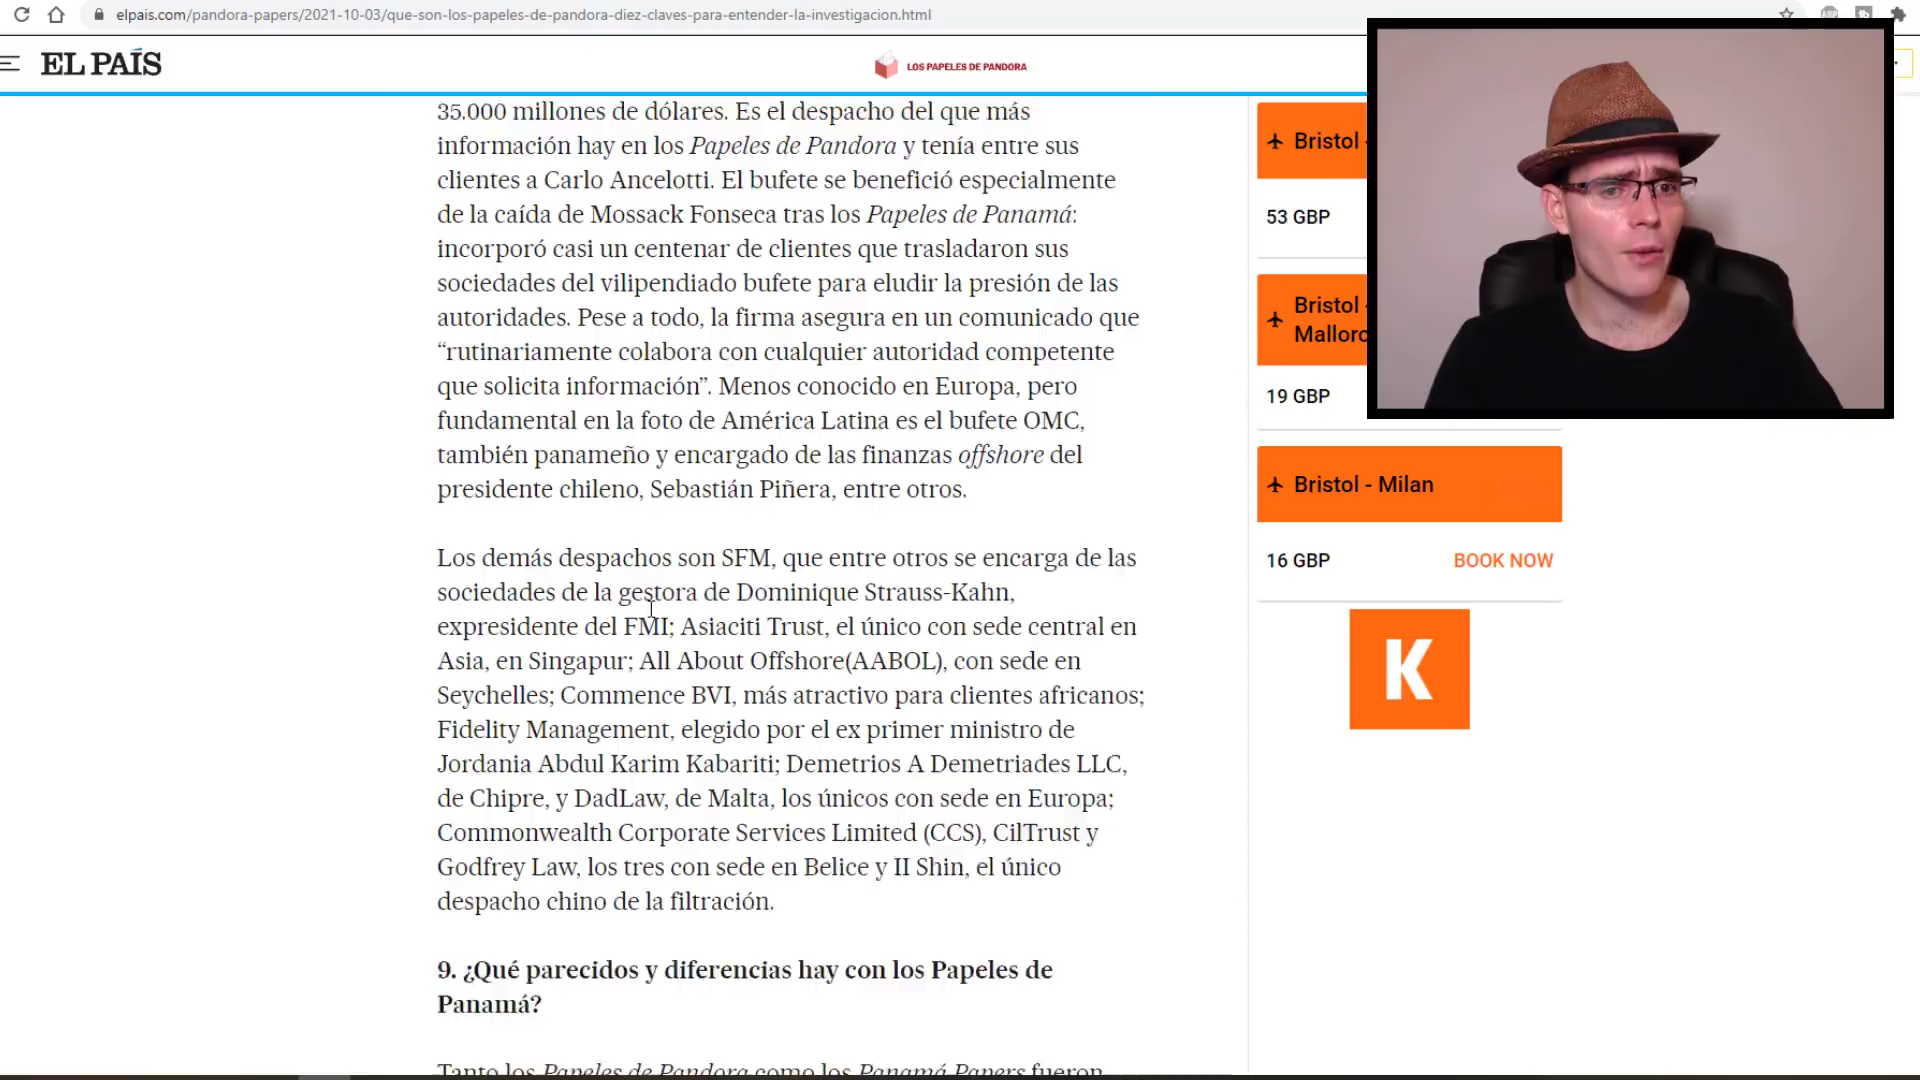 elpais.com/pandora-papers/2021-10-03/que-son-los-papeles-de-pandora-diez-claves-para-entender-la-investigacion.html
EL PAÍS
LOS PAPELES DE PANDORA
35.000 millones de dólares. Es el despacho del que más
información hay en los Papeles de Pandora y tenía entre sus
clientes a Carlo Ancelotti. El bufete se benefició especialmente
de la caída de Mossack Fonseca tras los Papeles de Panamá:
incorporó casi un centenar de clientes que trasladaron sus
sociedades del vilipendiado bufete para eludir la presión de las
autoridades. Pese a todo, la firma asegura en un comunicado que
“rutinariamente colabora con cualquier autoridad competente
que solicita información”. Menos conocido en Europa, pero
fundamental en la foto de América Latina es el bufete OMC,
también panameño y encargado de las finanzas offshore del
presidente chileno, Sebastián Piñera, entre otros.
Los demás despachos son SFM, que entre otros se encarga de las
sociedades de la gestora de Dominique Strauss-Kahn,
expresidente del FMI; Asiaciti Trust, el único con sede central en
Asia, en Singapur; All About Offshore(AABOL), con sede en
Seychelles; Commence BVI, más atractivo para clientes africanos;
Fidelity Management, elegido por el ex primer ministro de
Jordania Abdul Karim Kabariti; Demetrios A Demetriades LLC,
de Chipre, y DadLaw, de Malta, los únicos con sede en Europa;
Commonwealth Corporate Services Limited (CCS), CilTrust y
Godfrey Law, los tres con sede en Belice y II Shin, el único
despacho chino de la filtración.
9. ¿Qué parecidos y diferencias hay con los Papeles de
Panamá?
Tanto los Papeles de Pandora como los Panamá Papers fueron
Bristol -
53 GBP
Bristol -
Mallorc
19 GBP
Bristol - Milan
16 GBP BOOK NOW
K